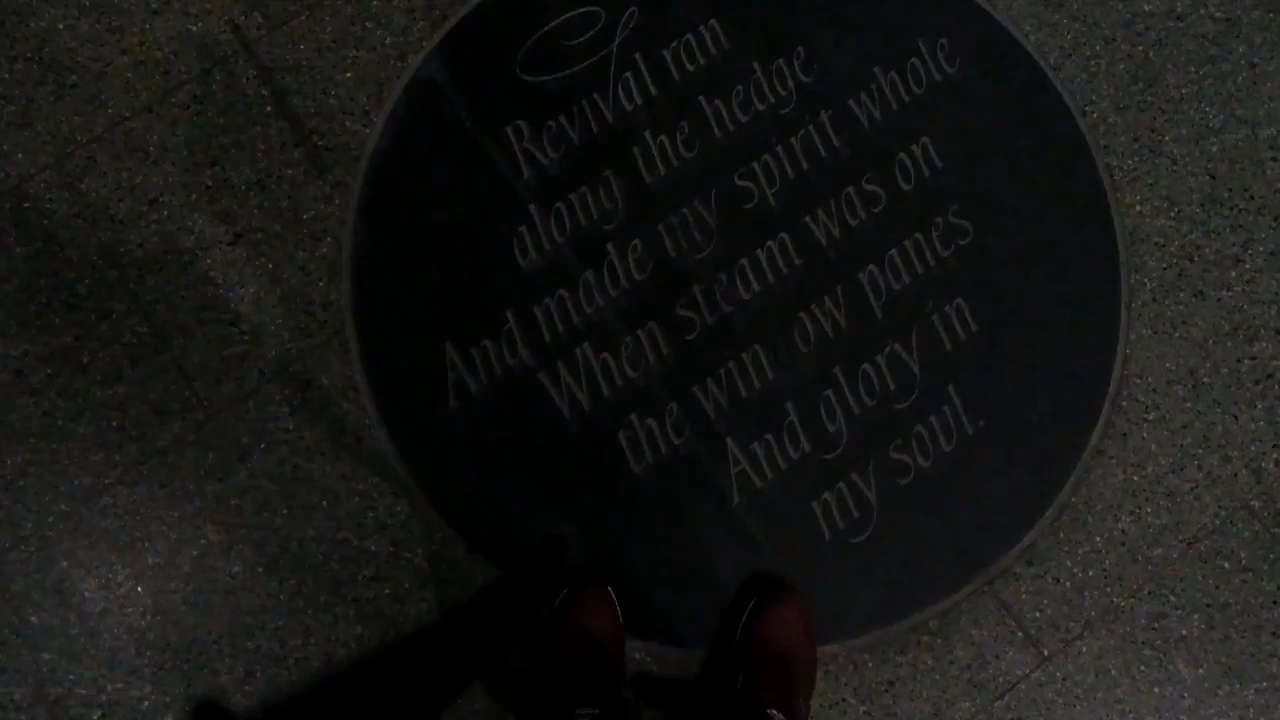 Revival ran
along the hedge
And made my spirit whole
When steam was on
the win ow panes
And glory in
my soul.